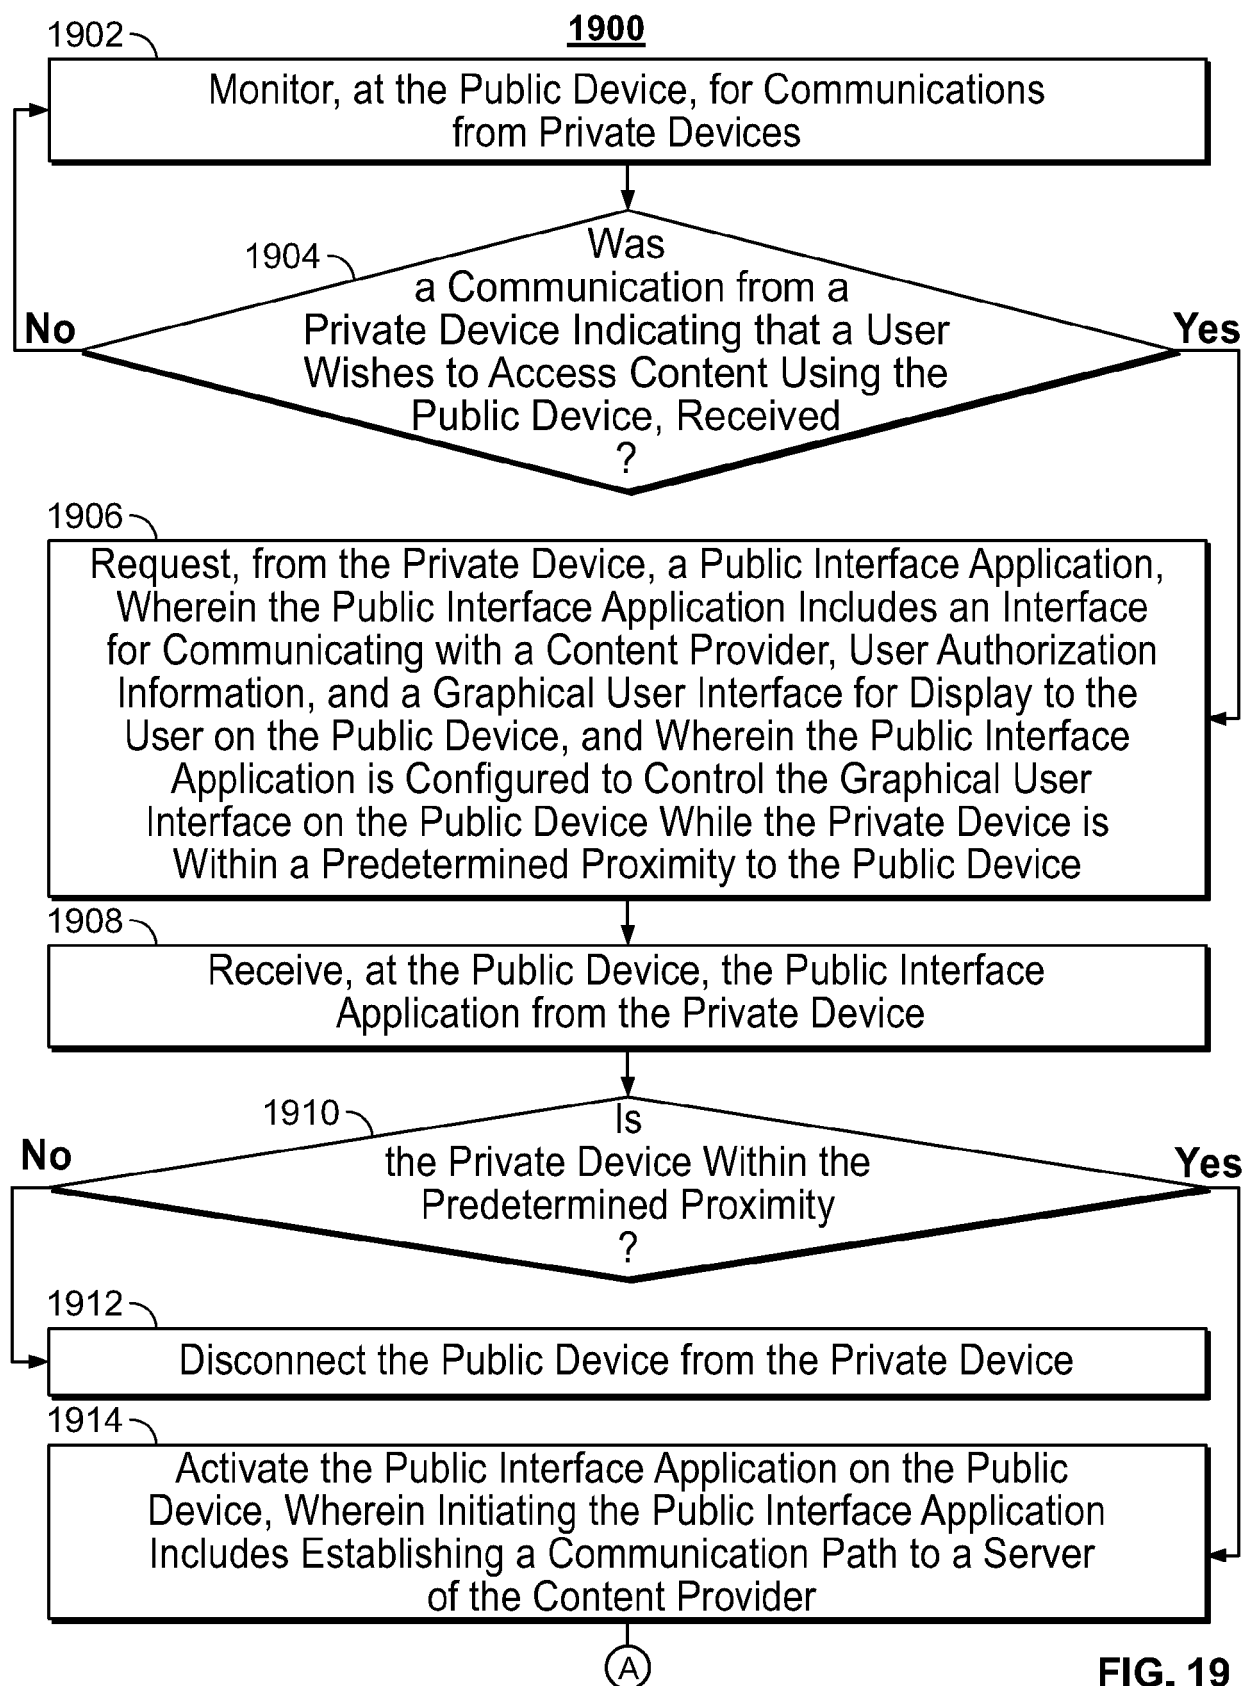 1900
1902
Monitor, at the Public Device, for Communications
from Private Devices
1904
Was
a Communication from a
Private Device Indicating that a User
Wishes to Access Content Using the
Public Device, Received
?
No
Yes
1906
Request, from the Private Device, a Public Interface Application,
Wherein the Public Interface Application Includes an Interface
for Communicating with a Content Provider, User Authorization
Information, and a Graphical User Interface for Display to the
User on the Public Device, and Wherein the Public Interface
Application is Configured to Control the Graphical User
Interface on the Public Device While the Private Device is
Within a Predetermined Proximity to the Public Device
1908
Receive, at the Public Device, the Public Interface
Application from the Private Device
1910
Is
the Private Device Within the
Predetermined Proximity
?
No
Yes
1912
Disconnect the Public Device from the Private Device
1914
Activate the Public Interface Application on the Public
Device, Wherein Initiating the Public Interface Application
Includes Establishing a Communication Path to a Server
of the Content Provider
A
FIG. 19